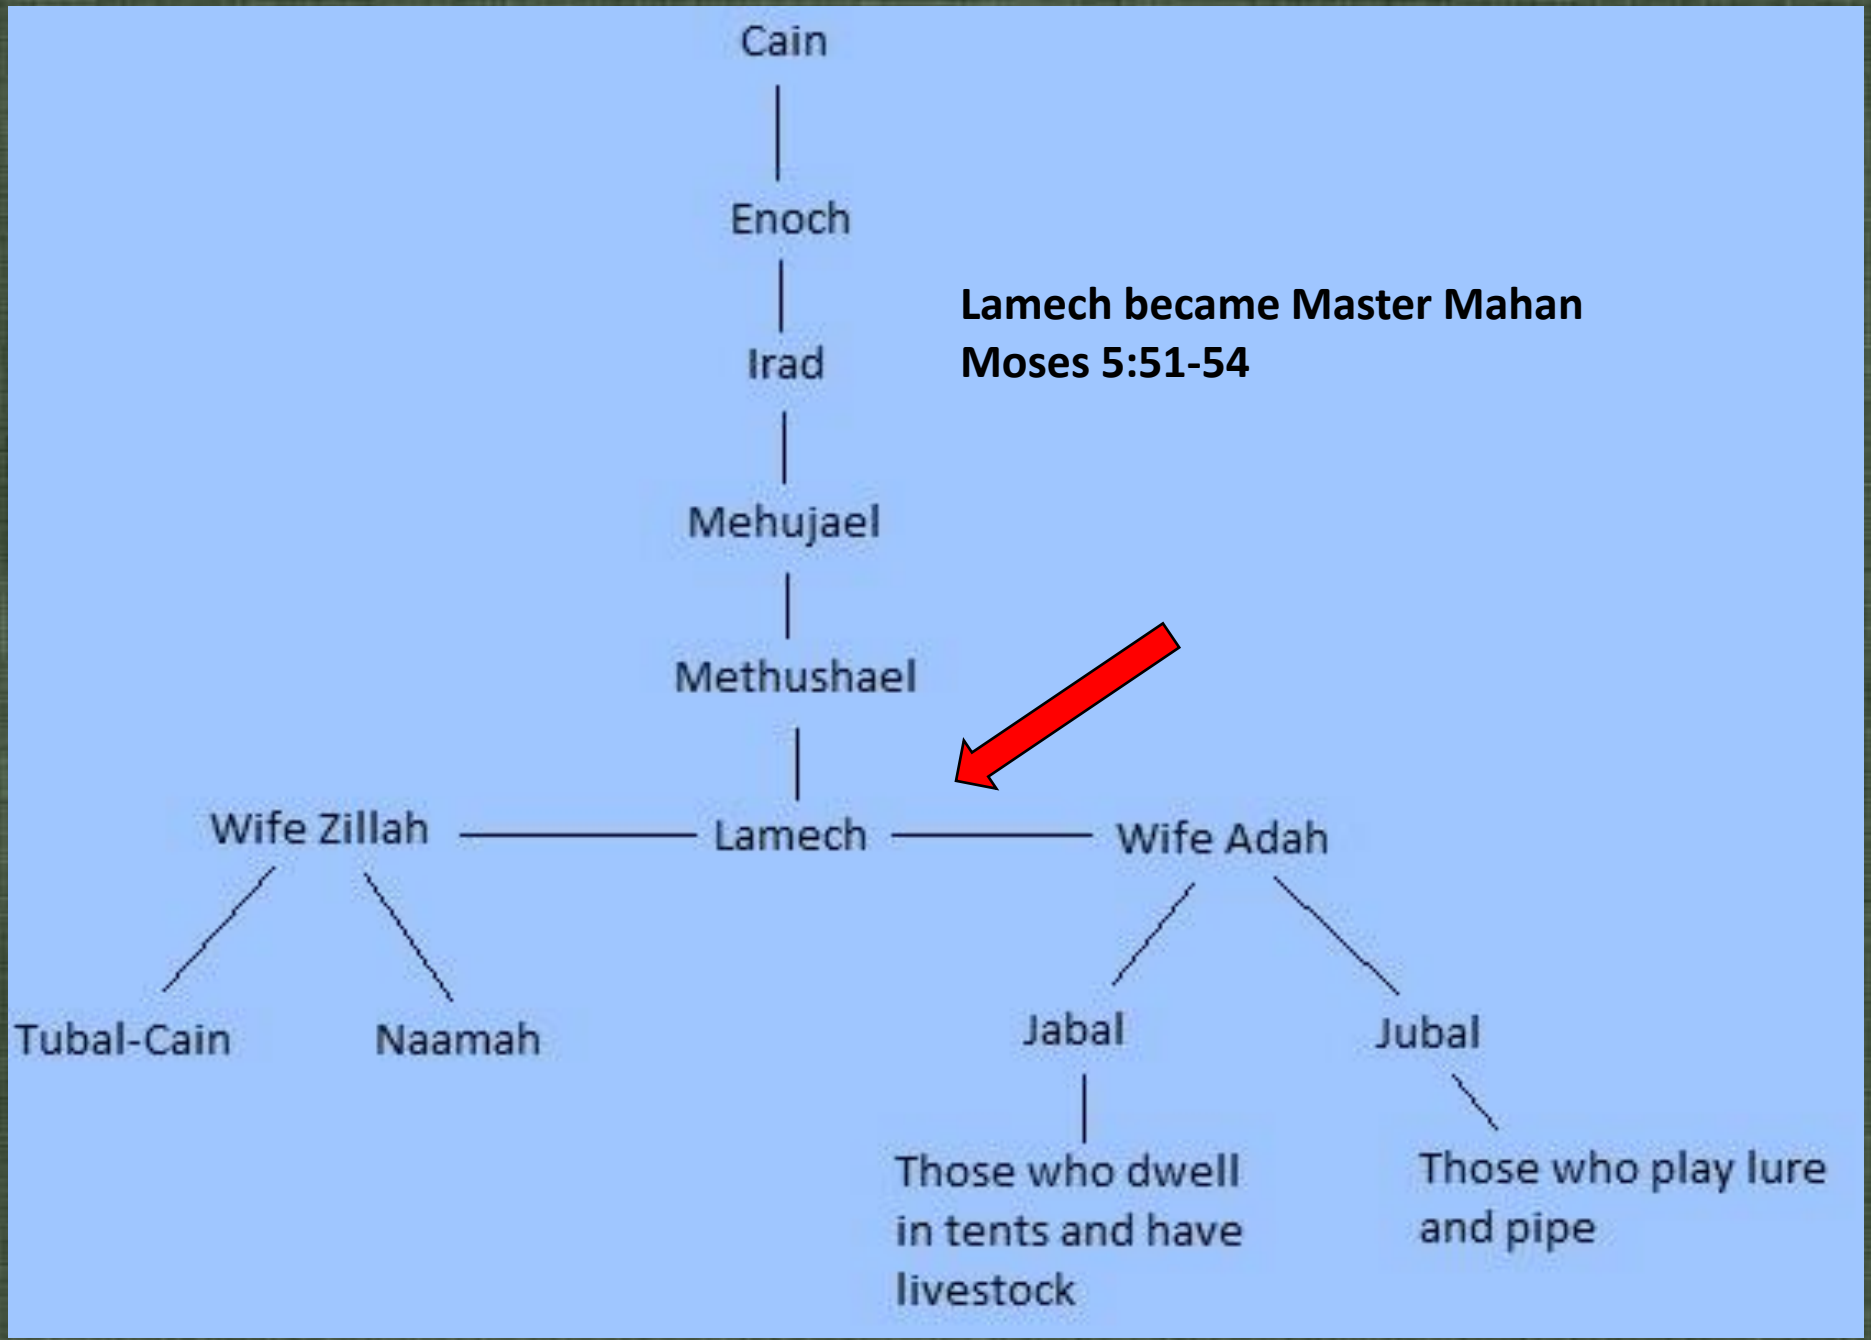 Cain
Enoch
Lamech became Master Mahan
Moses 5:51-54
Irad
Mehujael
Methushael
Wife Zillah
Lamech
Wife Adah
Tubal-Cain
Naamah
Jabal
Jubal
Those who dwell
in tents and have
livestock
Those who play lure
and pipe